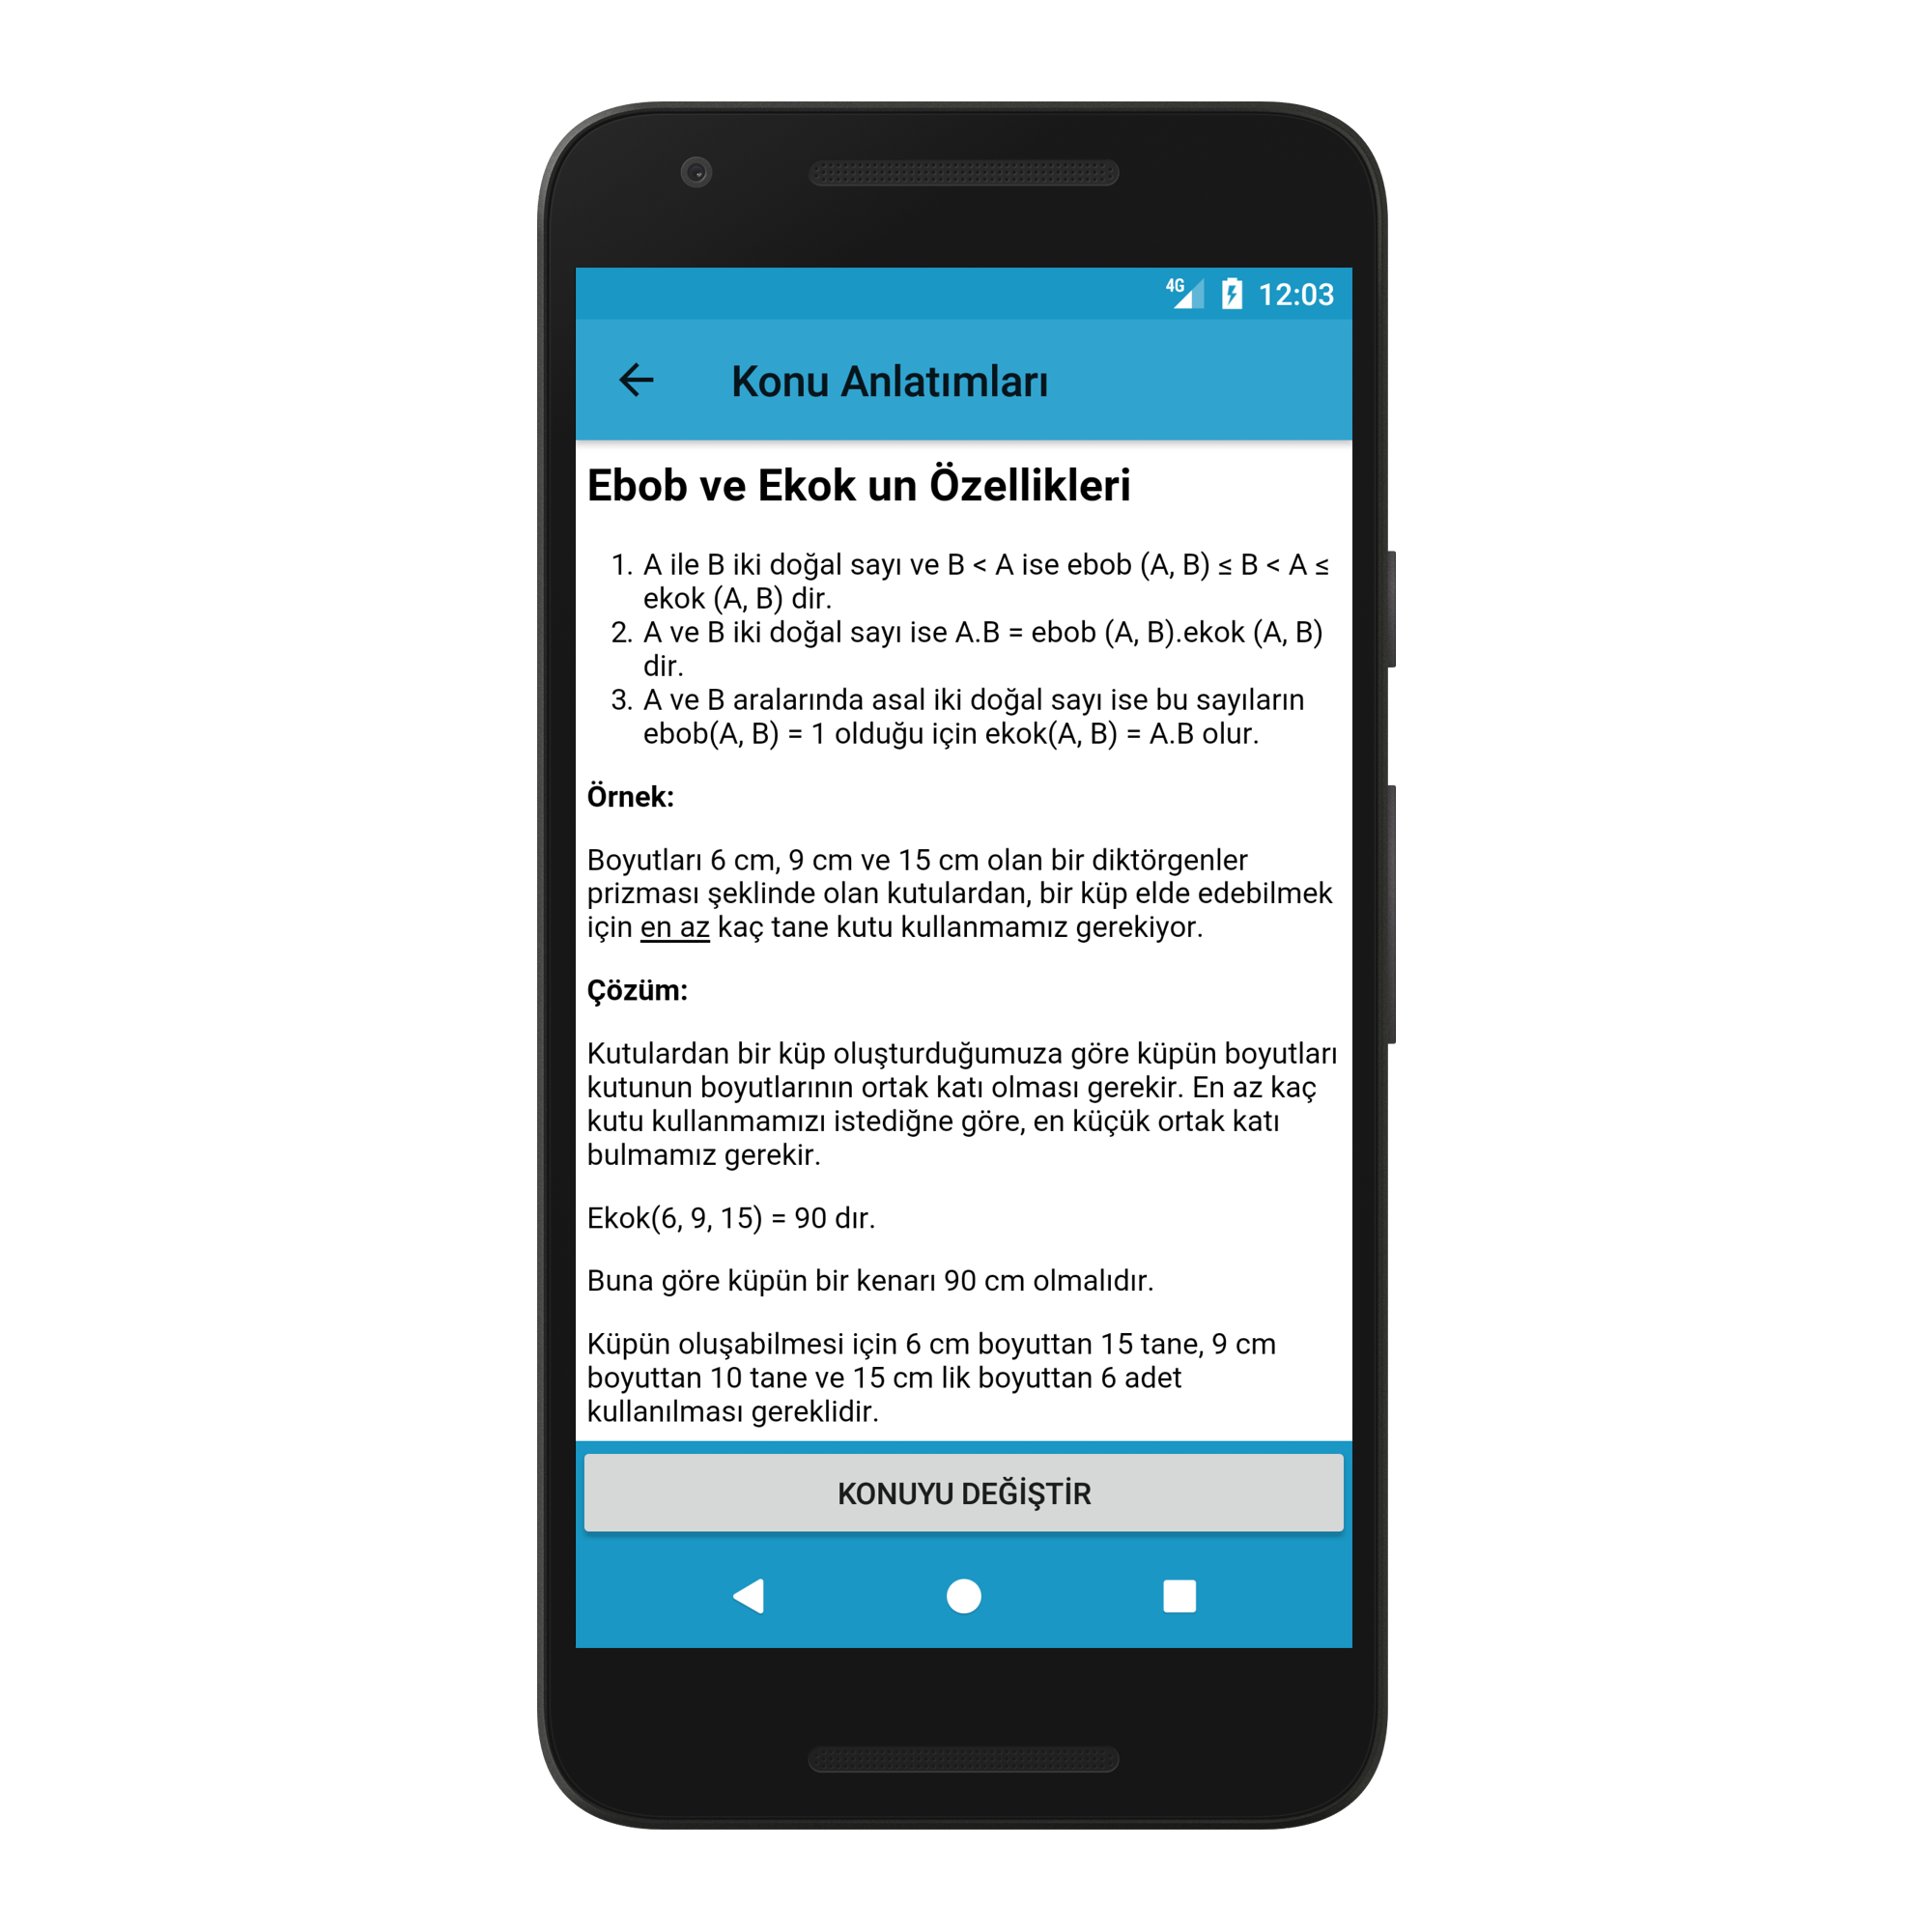 4G 12:03
Konu Anlatımları
Ebob ve Ekok un Özellikleri
1. A ile B iki doğal sayı ve B < A ise ebob (A, B) ≤ B < A ≤
ekok (A, B) dir.
2. A ve B iki doğal sayı ise A.B = ebob (A, B).ekok (A, B)
dir.
3. A ve B aralarında asal iki doğal sayı ise bu sayıların
ebob(A, B) = 1 olduğu için ekok(A, B) = A.B olur.
Örnek:
Boyutları 6 cm, 9 cm ve 15 cm olan bir diktörgenler
prizması şeklinde olan kutulardan, bir küp elde edebilmek
için en az kaç tane kutu kullanmamız gerekiyor.
Çözüm:
Kutulardan bir küp oluşturduğumuza göre küpün boyutları
kutunun boyutlarının ortak katı olması gerekir. En az kaç
kutu kullanmamızı istediğne göre, en küçük ortak katı
bulmamız gerekir.
Ekok(6, 9, 15) = 90 dır.
Buna göre küpün bir kenarı 90 cm olmalıdır.
Küpün oluşabilmesi için 6 cm boyuttan 15 tane, 9 cm
boyuttan 10 tane ve 15 cm lik boyuttan 6 adet
kullanılması gereklidir.
KONUYU DEĞİŞTİR